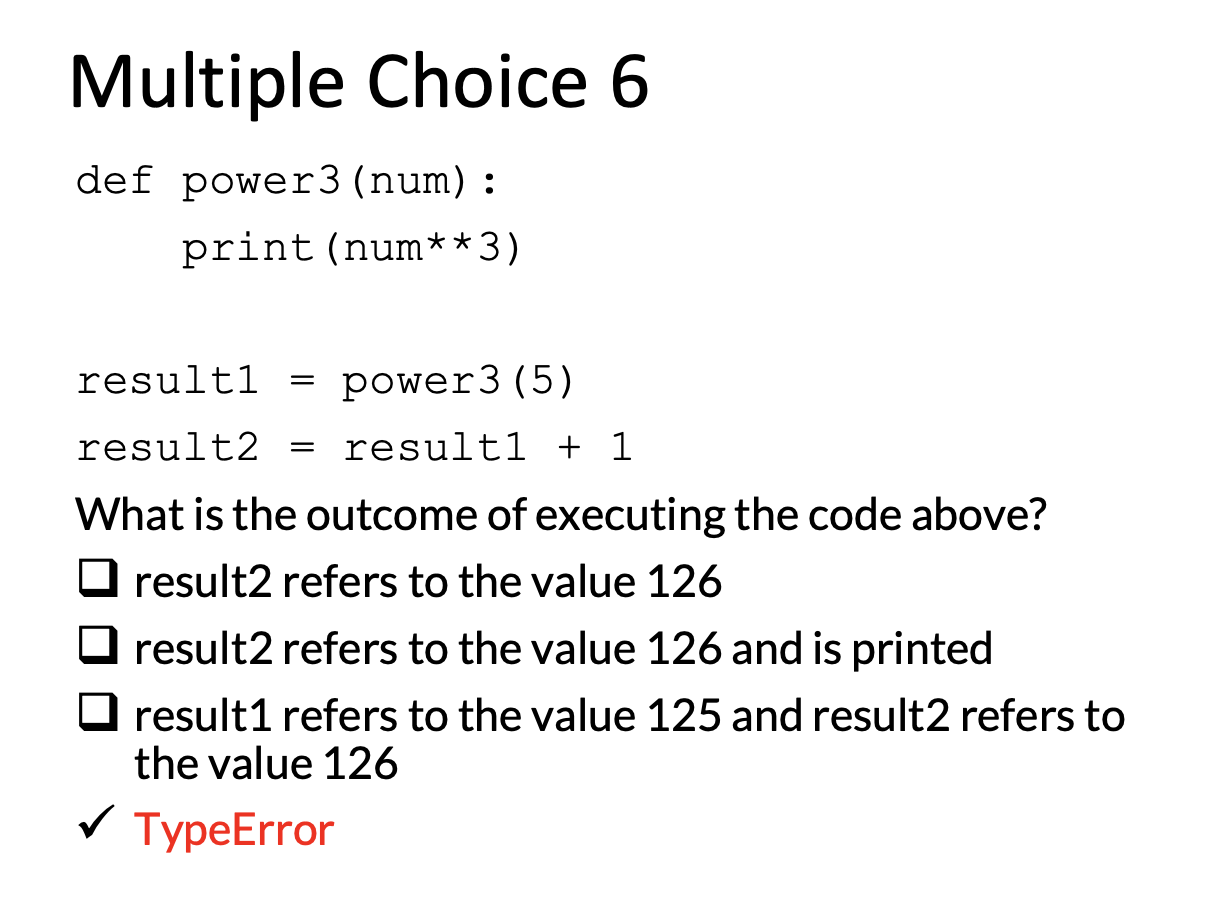 Multiple Choice 6
def power3(num):
    print(num**3)
result1 = power3(5)
result2 = result1 + 1
What is the outcome of executing the code above?
result2 refers to the value 126
result2 refers to the value 126 and is printed
result1 refers to the value 125 and result2 refers to
the value 126
TypeError